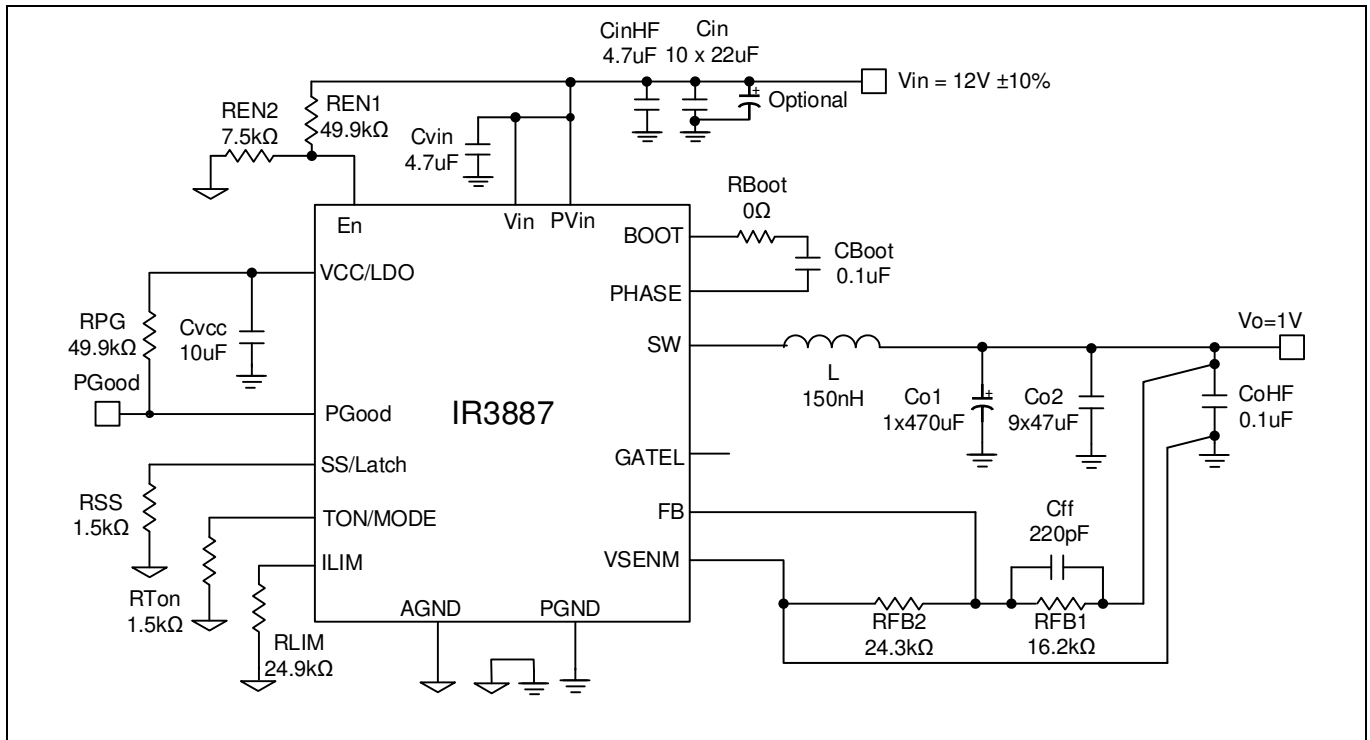 CinHF
4.7uF
Cin
10 x 22uF
Vin = 12V ±10%
Optional
REN2
7.5kΩ
REN1
49.9kΩ
Cvin
4.7uF
RBoot
0Ω
En
Vin
PVin
BOOT
CBoot
0.1uF
VCC/LDO
PHASE
RPG
49.9kΩ
Cvcc
10uF
Vo=1V
SW
L
150nH
PGood
PGood
IR3887
Co1
1x470uF
Co2
9x47uF
CoHF
0.1uF
SS/Latch
GATEL
RSS
1.5kΩ
TON/MODE
FB
Cff
220pF
ILIM
VSENM
RTon
1.5kΩ
AGND
PGND
RLIM
24.9kΩ
RFB2
24.3kΩ
RFB1
16.2kΩ
+
+